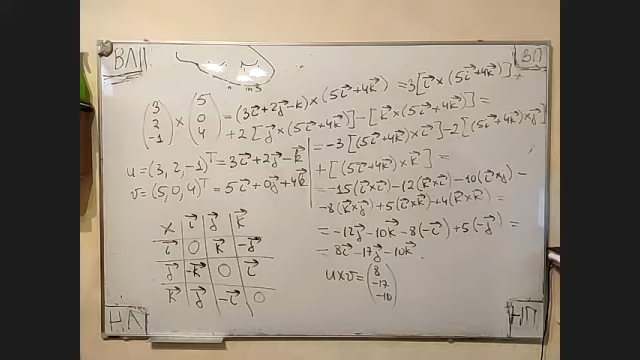 ВЛ
ВП
(3 2 -1) × (5 0 4) = (3i⃗+2j⃗-k⃗)×(5i⃗+4k⃗) = 3[i⃗×(5i⃗+4k⃗)]+
+2[j⃗×(5i⃗+4k⃗)]-[k⃗×(5i⃗+4k⃗)]=
u=(3,2,-1)ᵀ=3i⃗+2j⃗-k⃗
v=(5,0,4)ᵀ=5i⃗+0j⃗+4k⃗
=-3[(5i⃗+4k⃗)×i⃗]-2[(5i⃗+4k⃗)×j⃗]
+[(5i⃗+4k⃗)×k⃗]=
=-15(i⃗×i⃗)-12(k⃗×i⃗)-10(i⃗×j⃗)-
-8(k⃗×j⃗)+5(i⃗×k⃗)+4(k⃗×k⃗)=
=-12j⃗-10k⃗-8(-i⃗)+5(-j⃗)=
=8i⃗-17j⃗-10k⃗.
u×v=(8 -17 -10)
× i⃗ j⃗ k⃗
i⃗ 0 k⃗ -j⃗
j⃗ -k⃗ 0 i⃗
k⃗ j⃗ -i⃗ 0
НЛ
НП